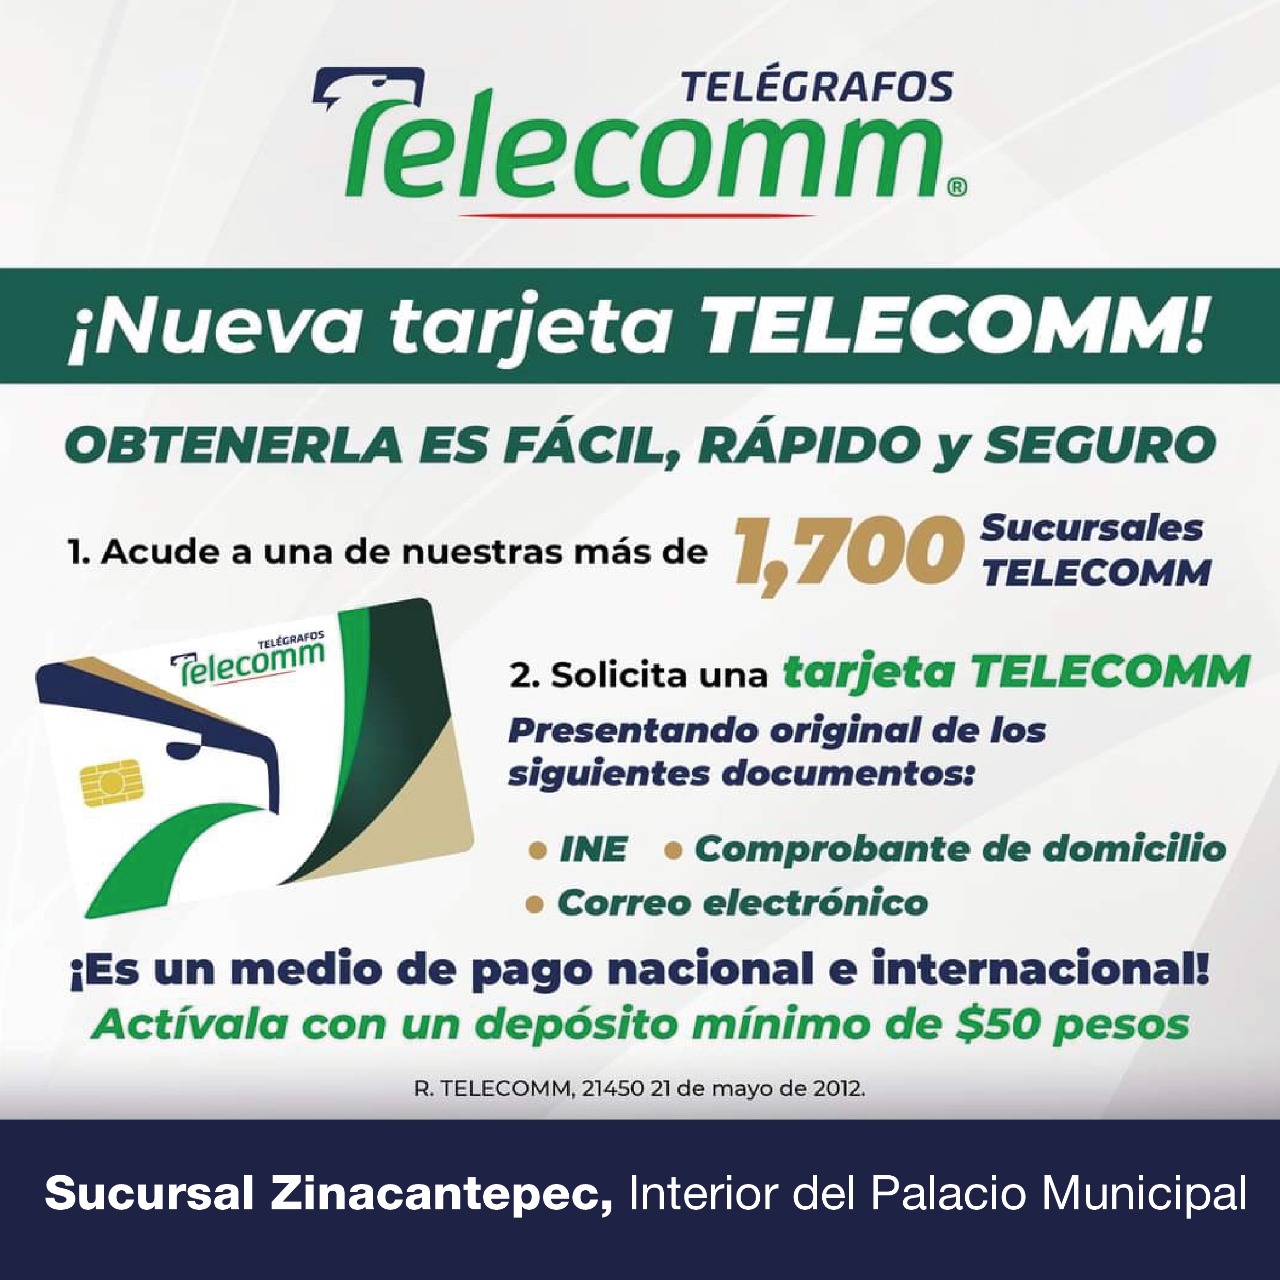 TELÉGRAFOS
Telecomm®
¡Nueva tarjeta TELECOMM!
OBTENERLA ES FÁCIL, RÁPIDO y SEGURO
1. Acude a una de nuestras más de 1,700 Sucursales
TELECOMM
TELÉGRAFOS
Telecomm
2. Solicita una tarjeta TELECOMM
Presentando original de los
siguientes documentos:
• INE • Comprobante de domicilio
• Correo electrónico
¡Es un medio de pago nacional e internacional!
Actívala con un depósito mínimo de $50 pesos
R. TELECOMM, 21450 21 de mayo de 2012.
Sucursal Zinacantepec, Interior del Palacio Municipal